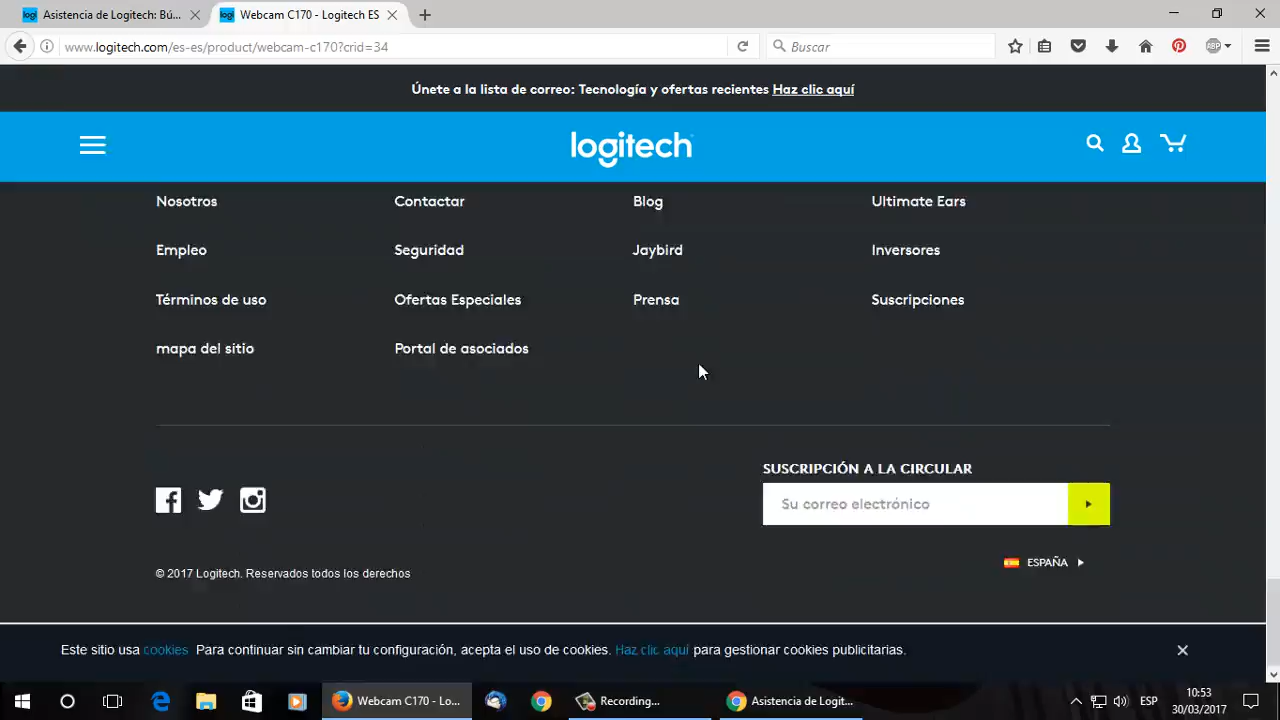 Asistencia de Logitech: Bú...
Webcam C170 - Logitech ES
www.logitech.com/es-es/product/webcam-c170?crid=34
Buscar
ABP
Únete a la lista de correo: Tecnología y ofertas recientes Haz clic aquí
logitech
Nosotros Contactar Blog Ultimate Ears
Empleo Seguridad Jaybird Inversores
Términos de uso Ofertas Especiales Prensa Suscripciones
mapa del sitio Portal de asociados
SUSCRIPCIÓN A LA CIRCULAR
Su correo electrónico
ESPAÑA
© 2017 Logitech. Reservados todos los derechos
Este sitio usa cookies Para continuar sin cambiar tu configuración, acepta el uso de cookies. Haz clic aquí para gestionar cookies publicitarias.
Webcam C170 - Lo...
Recording...
Asistencia de Logit...
ESP
10:53
30/03/2017